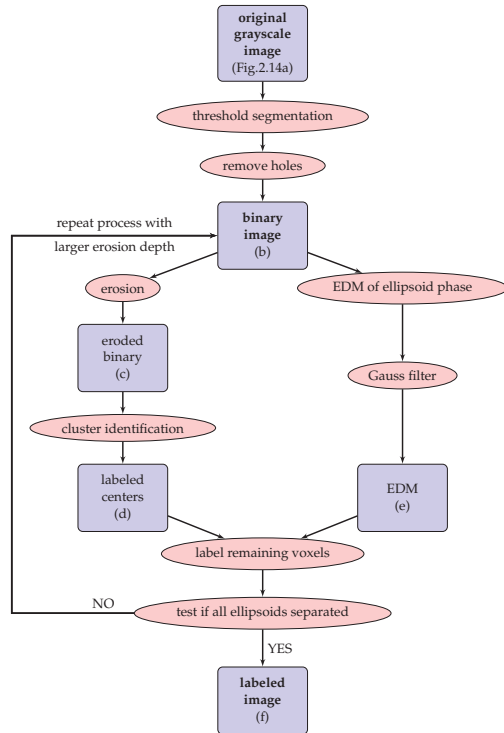 original
grayscale
image
(Fig.2.14a)
threshold segmentation
remove holes
repeat process with
larger erosion depth
binary
image
(b)
erosion
EDM of ellipsoid phase
eroded
binary
(c)
Gauss filter
cluster identification
labeled
centers
(d)
EDM
(e)
label remaining voxels
NO
test if all ellipsoids separated
YES
labeled
image
(f)